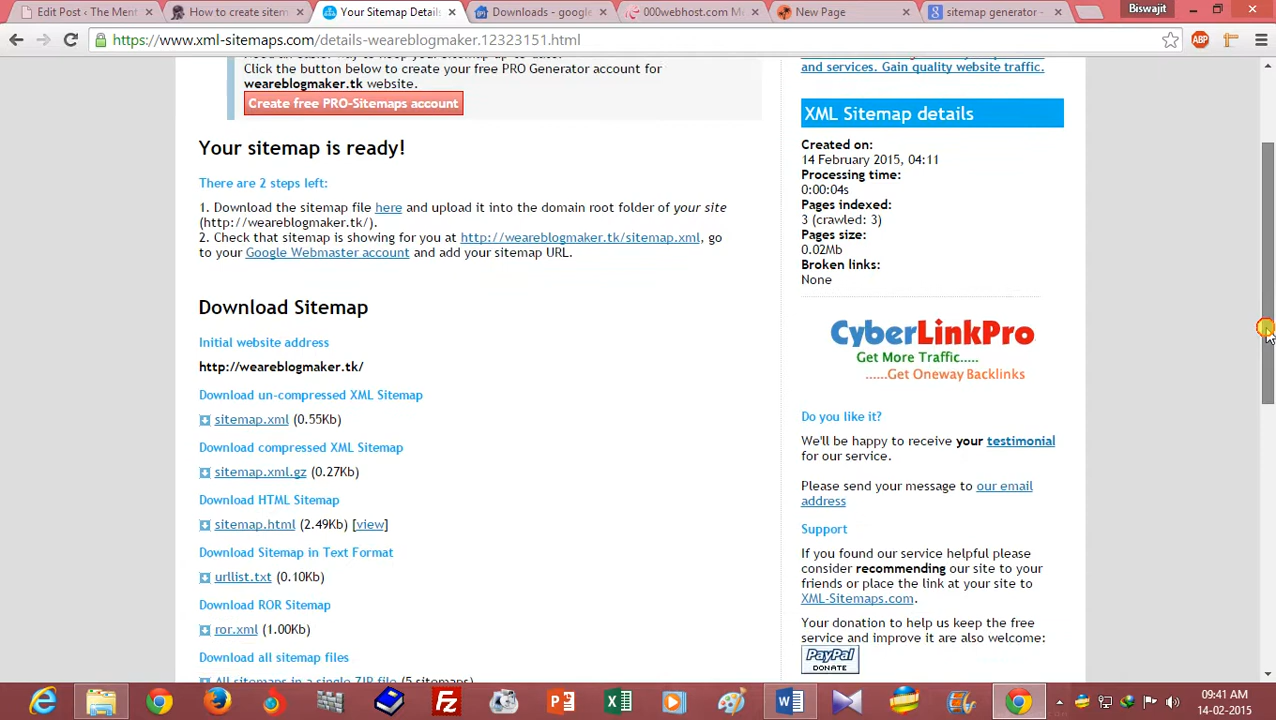 Edit Post ‹ The Ment
How to create sitem
Your Sitemap Detail
Downloads - google
000webhost.com M
New Page
sitemap generator -
Biswajit
https://www.xml-sitemaps.com/details-weareblogmaker.12323151.html
ABP
Click the button below to create your free PRO Generator account for
weareblogmaker.tk website.
Create free PRO-Sitemaps account
Your sitemap is ready!
There are 2 steps left:
1. Download the sitemap file here and upload it into the domain root folder of your site
(http://weareblogmaker.tk/).
2. Check that sitemap is showing for you at http://weareblogmaker.tk/sitemap.xml, go
to your Google Webmaster account and add your sitemap URL.
Download Sitemap
Initial website address
http://weareblogmaker.tk/
Download un-compressed XML Sitemap
sitemap.xml (0.55Kb)
Download compressed XML Sitemap
sitemap.xml.gz (0.27Kb)
Download HTML Sitemap
sitemap.html (2.49Kb) [view]
Download Sitemap in Text Format
urllist.txt (0.10Kb)
Download ROR Sitemap
ror.xml (1.00Kb)
Download all sitemap files
All sitemaps in a single ZIP file (5 sitemaps)
and services. Gain quality website traffic.
XML Sitemap details
Created on:
14 February 2015, 04:11
Processing time:
0:00:04s
Pages indexed:
3 (crawled: 3)
Pages size:
0.02Mb
Broken links:
None
CyberLinkPro
Get More Traffic.....
......Get Oneway Backlinks
Do you like it?
We'll be happy to receive your testimonial
for our service.
Please send your message to our email
address
Support
If you found our service helpful please
consider recommending our site to your
friends or place the link at your site to
XML-Sitemaps.com.
Your donation to help us keep the free
service and improve it are also welcome:
PayPal
DONATE
09:41 AM
14-02-2015